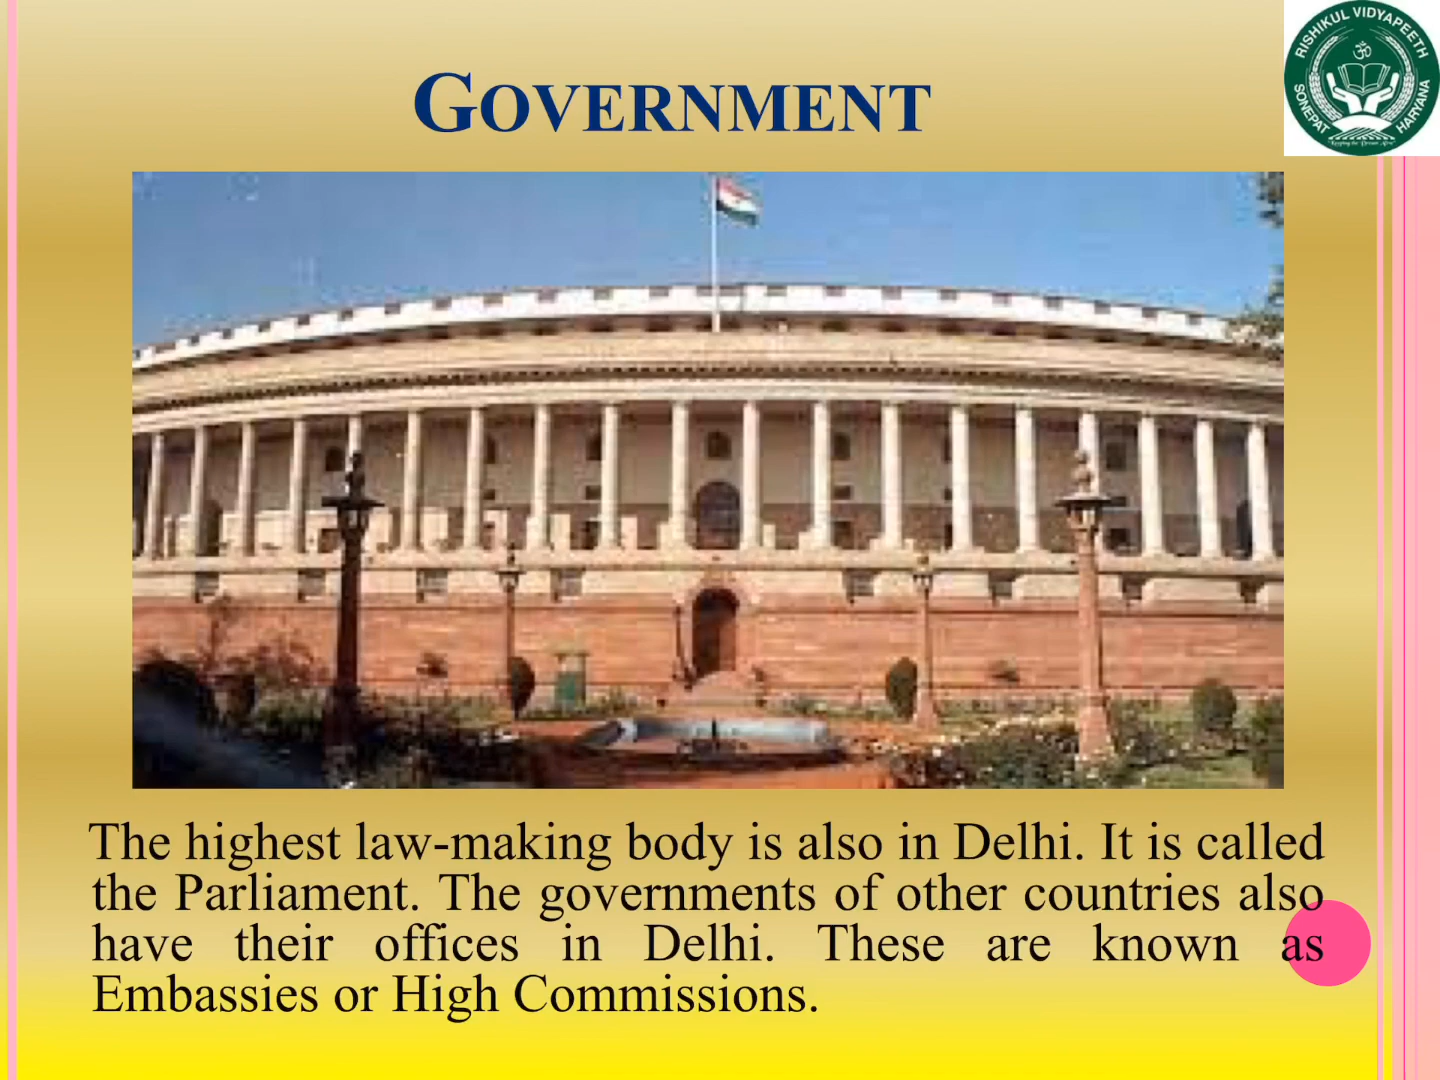 GOVERNMENT
RISHIKUL VIDYAPEETH
ॐ
SONEPAT
HARYANA
The highest law-making body is also in Delhi. It is called
the Parliament. The governments of other countries also
have their offices in Delhi. These are known as
Embassies or High Commissions.